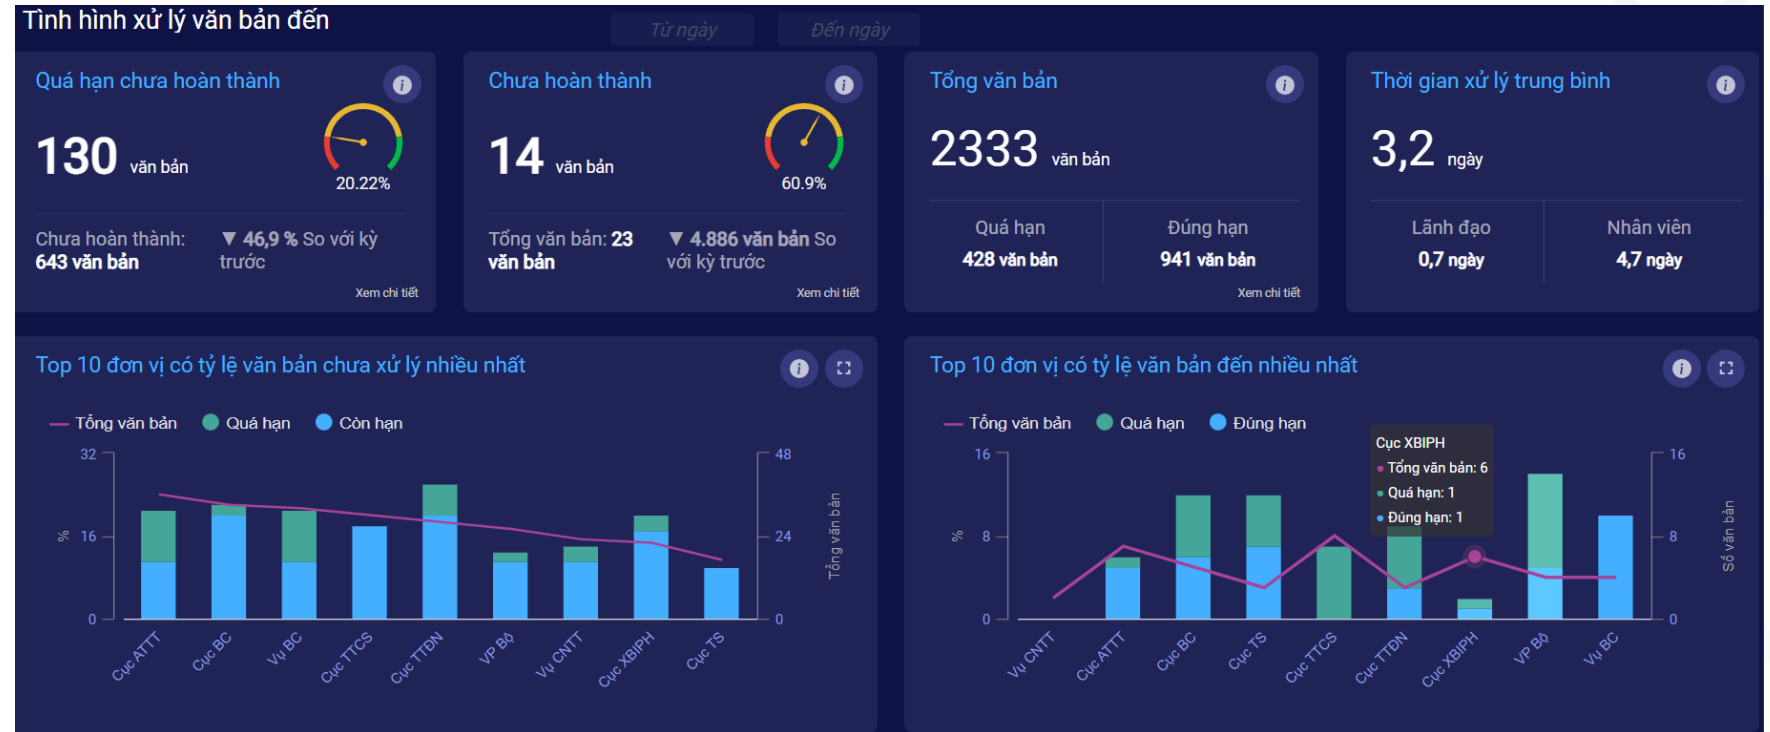 Tình hình xử lý văn bản đến
Từ ngày
Đến ngày
Quá hạn chưa hoàn thành
i
130 văn bản
20.22%
Chưa hoàn thành:
643 văn bản
▼ 46,9 % So với kỳ
trước
Xem chi tiết
Chưa hoàn thành
i
14 văn bản
60.9%
Tổng văn bản: 23
văn bản
▼ 4.886 văn bản So
với kỳ trước
Xem chi tiết
Tổng văn bản
i
2333 văn bản
Quá hạn
428 văn bản
Đúng hạn
941 văn bản
Xem chi tiết
Thời gian xử lý trung bình
i
3,2 ngày
Lãnh đạo
0,7 ngày
Nhân viên
4,7 ngày
Top 10 đơn vị có tỷ lệ văn bản chưa xử lý nhiều nhất
i
Tổng văn bản
Quá hạn
Còn hạn
32
16
0
%
48
24
0
Tổng văn bản
Cục ATTT
Cục BC
Vụ BC
Cục TTCS
Cục TTĐN
VP Bộ
Vụ CNTT
Cục XBIPH
Cục TS
Top 10 đơn vị có tỷ lệ văn bản đến nhiều nhất
i
Tổng văn bản
Quá hạn
Đúng hạn
Cục XBIPH
Tổng văn bản: 6
Quá hạn: 1
Đúng hạn: 1
16
8
0
%
16
8
0
Số văn bản
Vụ CNTT
Cục ATTT
Cục BC
Cục TS
Cục TTCS
Cục TTĐN
Cục XBIPH
VP Bộ
Vụ BC